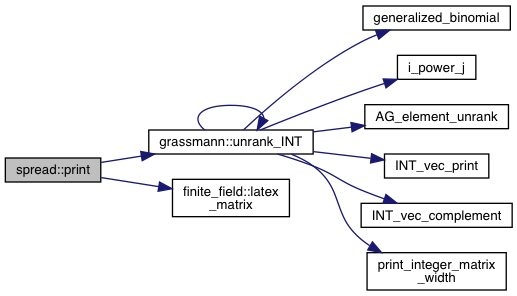 generalized_binomial
i_power_j
AG_element_unrank
grassmann::unrank_INT
INT_vec_print
spread::print
finite_field::latex
_matrix
INT_vec_complement
print_integer_matrix
_width